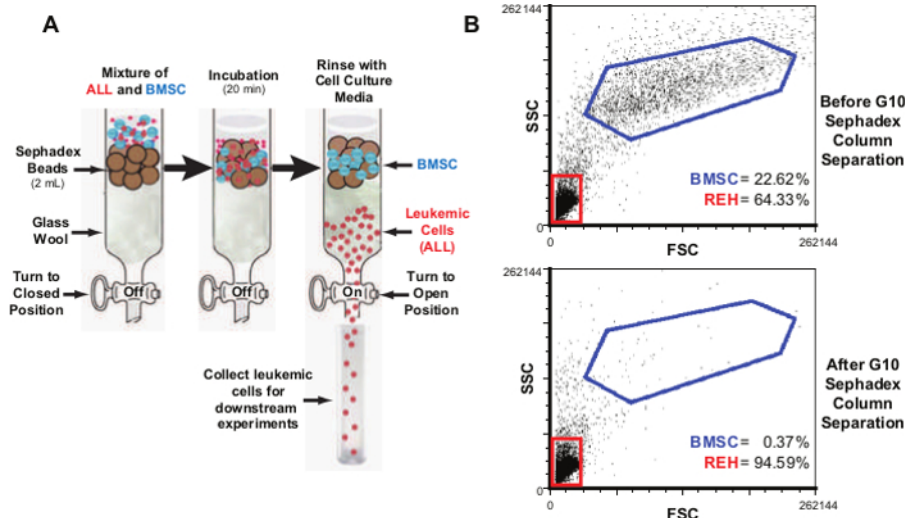 A
Mixture of
ALL and BMSC
Incubation
(20 min)
Rinse with
Cell Culture
Media
Sephadex
Beads
(2 mL)
BMSC
Glass
Wool
Leukemic
Cells
(ALL)
Turn to
Closed
Position
Off
Off
On
Turn to
Open
Position
Collect leukemic
cells for
downstream
experiments
B
262144
SSC
BMSC = 22.62%
REH = 64.33%
0
0
FSC
262144
Before G10
Sephadex
Column
Separation
262144
SSC
BMSC = 0.37%
REH = 94.59%
0
0
FSC
262144
After G10
Sephadex
Column
Separation